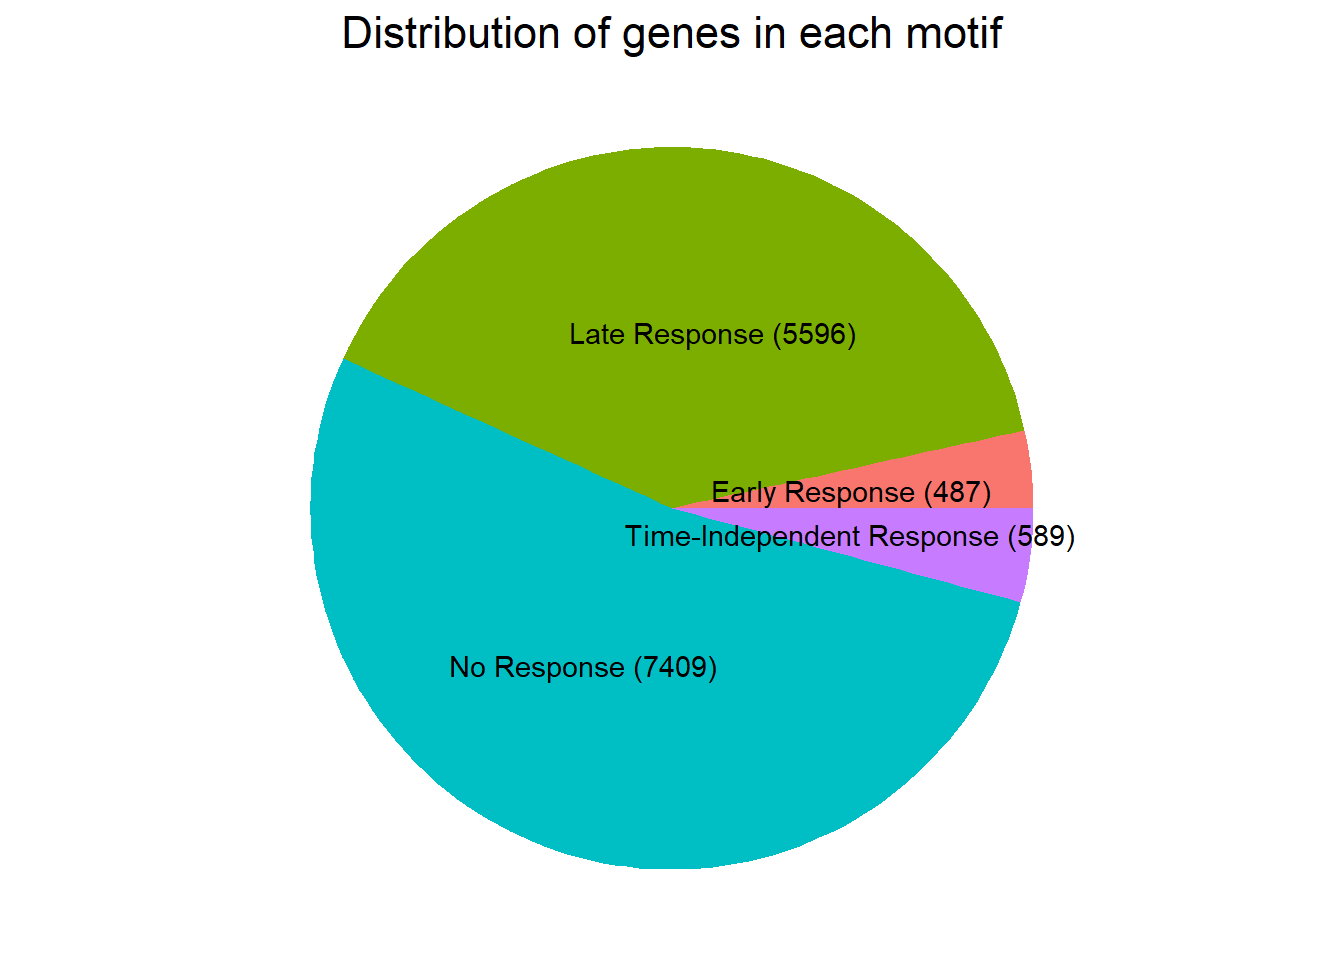 Distribution of genes in each motif
Late Response (5596)
Early Response (487)
Time-Independent Response (589)
No Response (7409)